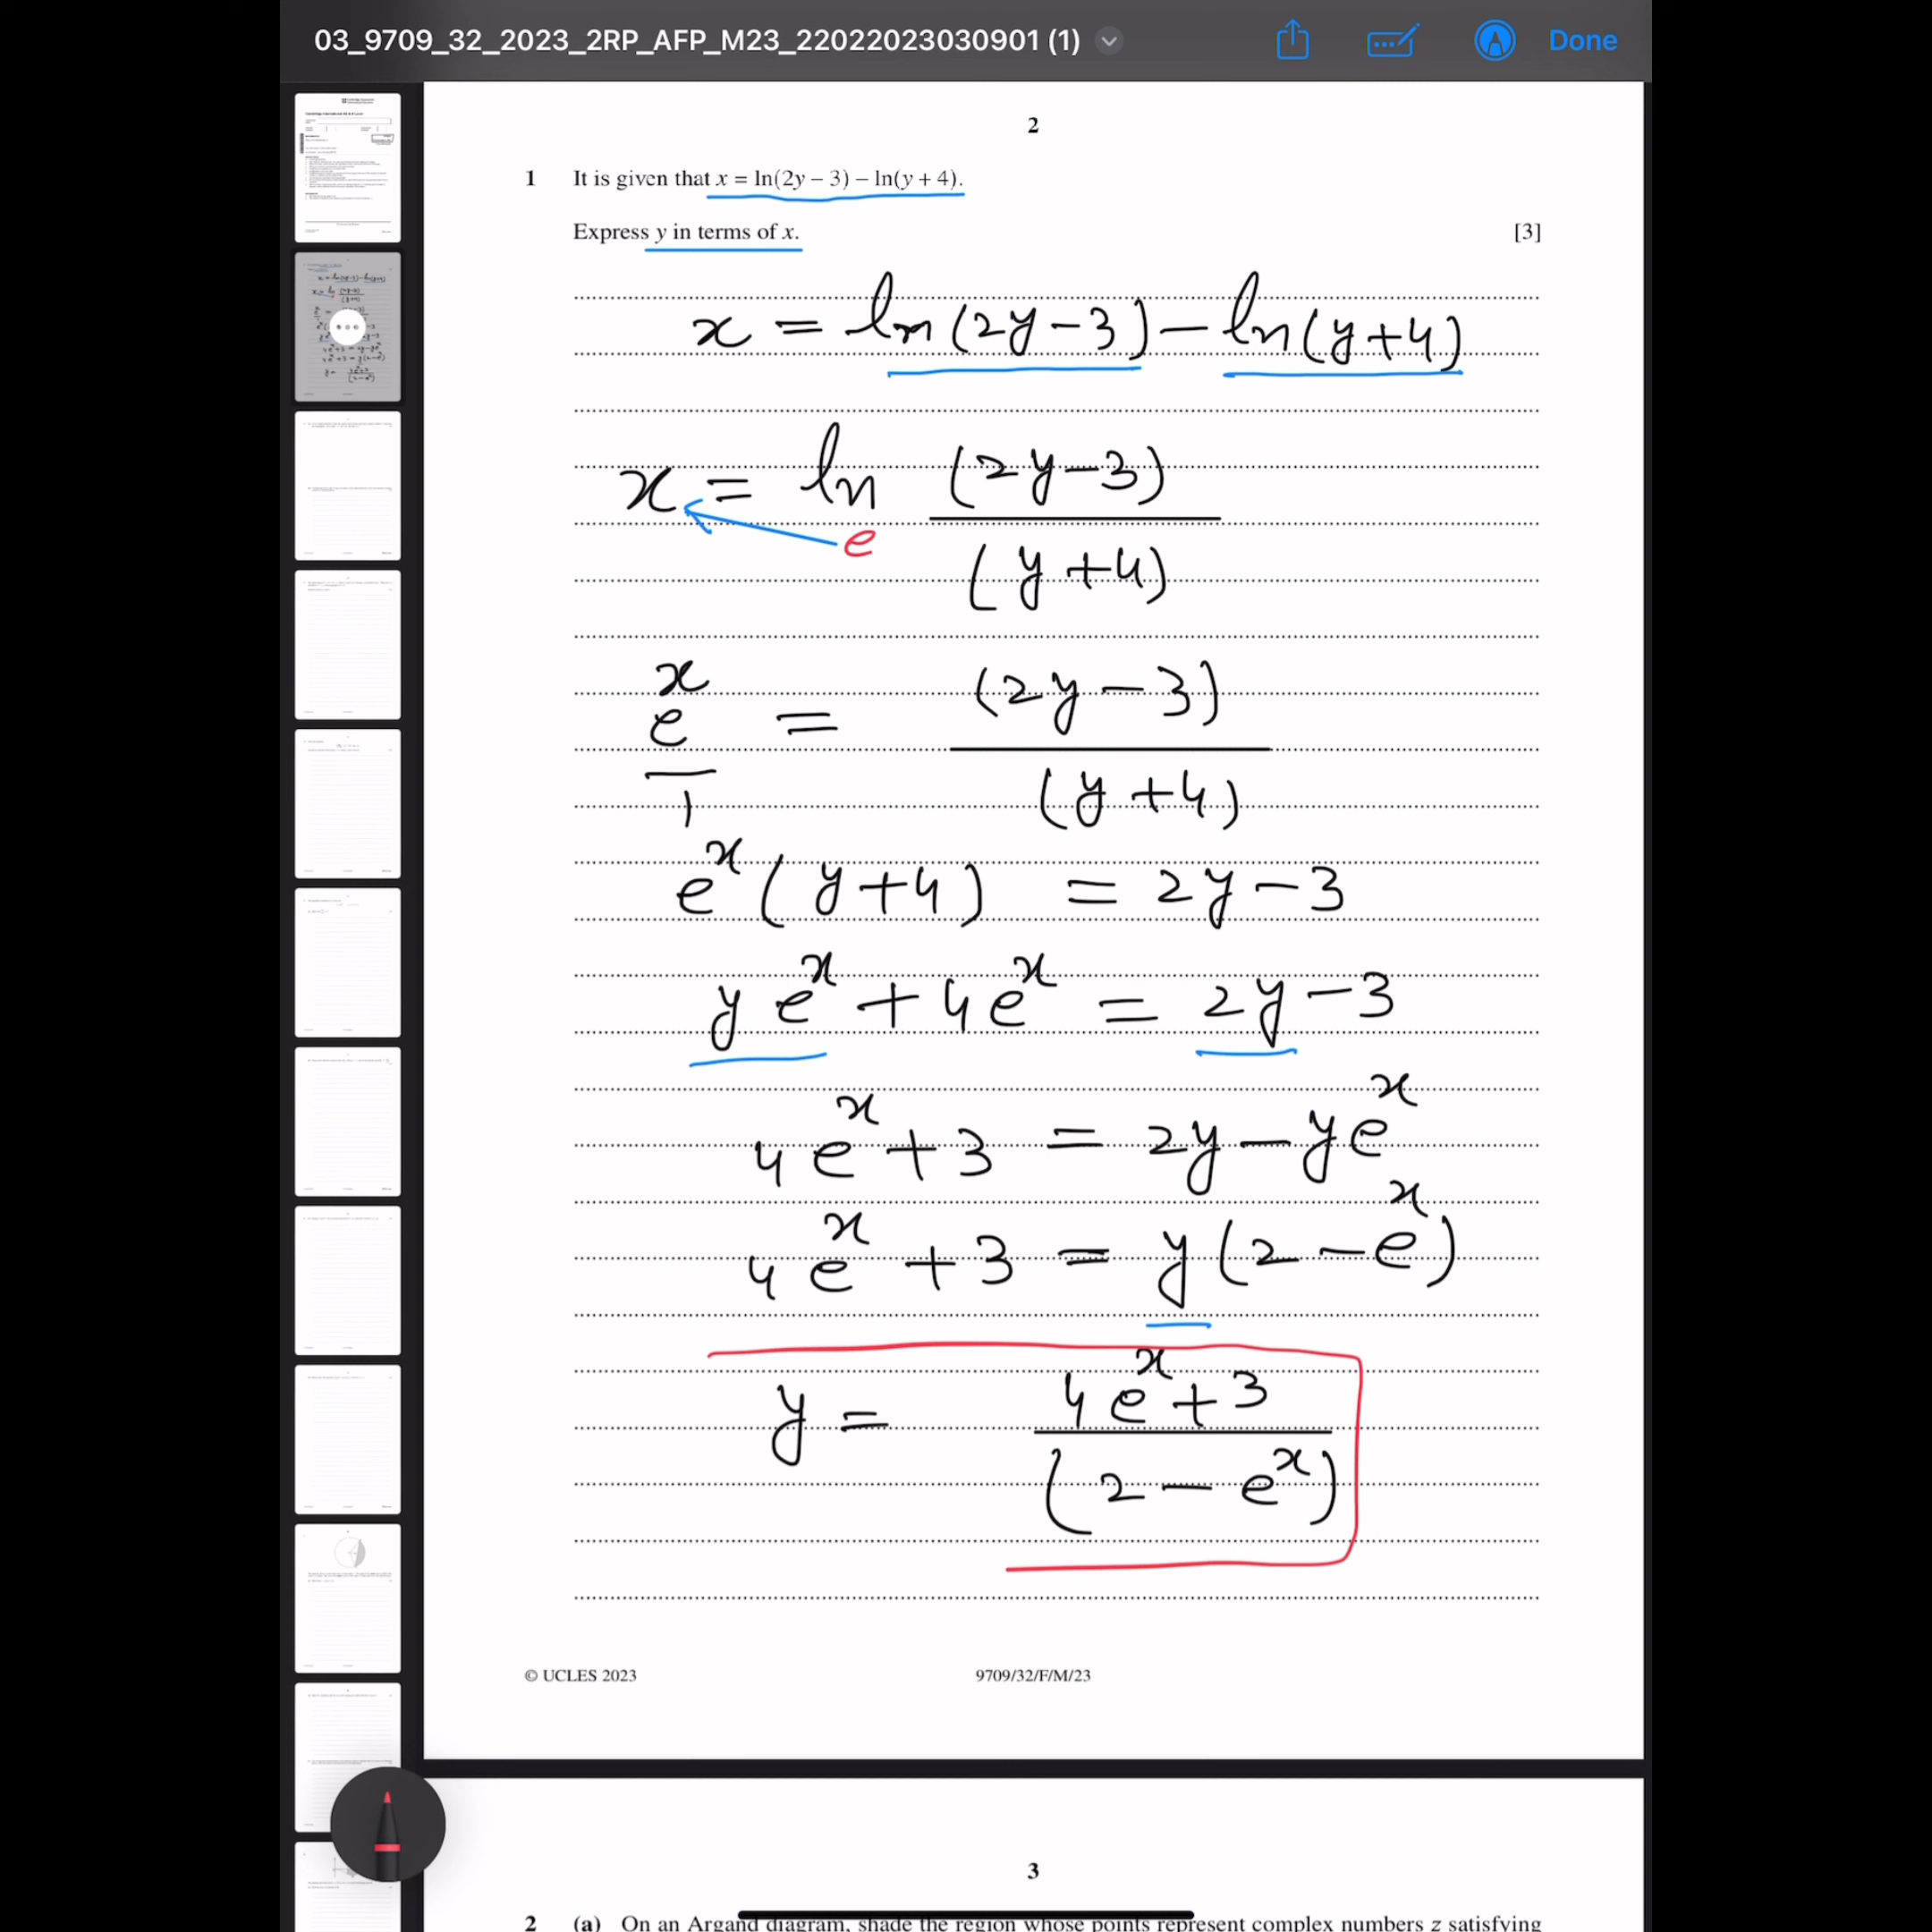 03_9709_32_2023_2RP_AFP_M23_22022023030901 (1)
Done
2
1 It is given that x = ln(2y − 3) − ln(y + 4).
Express y in terms of x. [3]
x = ln(2y−3) − ln(y+4)
x = ln (2y−3)
e
(y+4)
x
e = (2y−3)
1 (y+4)
e^x (y+4) = 2y−3
y e^x + 4e^x = 2y−3
4e^x + 3 = 2y − ye^x
4e^x + 3 = y(2 − e^x)
y = 4e^x + 3
(2 − e^x)
© UCLES 2023 9709/32/F/M/23
3
2 (a) On an Argand diagram, shade the region whose points represent complex numbers z satisfying